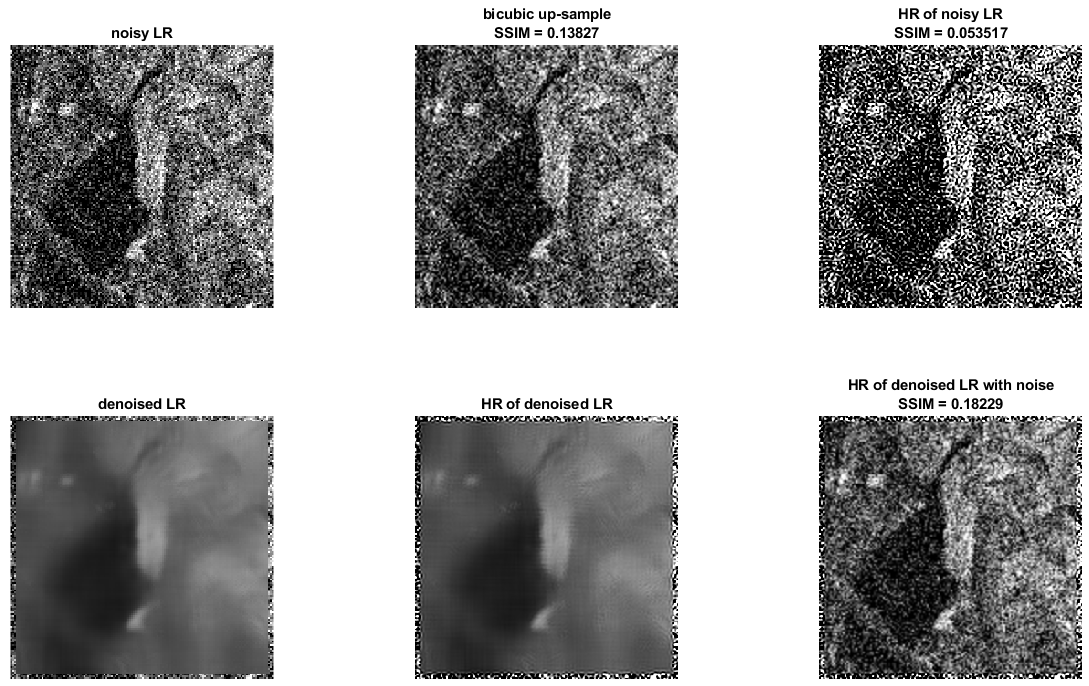 noisy LR
bicubic up-sample
SSIM = 0.13827
HR of noisy LR
SSIM = 0.053517
denoised LR
HR of denoised LR
HR of denoised LR with noise
SSIM = 0.18229